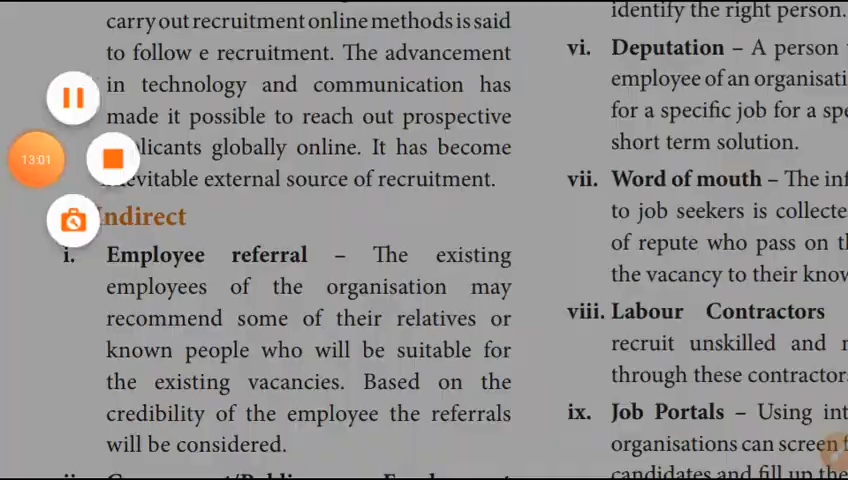 carry out recruitment online methods is said
to follow e recruitment. The advancement
in technology and communication has
made it possible to reach out prospective
globally online. It has become
external source of recruitment.
Indirect
i. Employee referral – The existing
employees of the organisation may
recommend some of their relatives or
known people who will be suitable for
the existing vacancies. Based on the
credibility of the employee the referrals
will be considered.
identify the right person.
vi. Deputation – A person
employee of an organisati
for a specific job for a spe
short term solution.
vii. Word of mouth – The inf
to job seekers is collecte
of repute who pass on th
the vacancy to their know
viii. Labour Contractors
recruit unskilled and
through these contractor
ix. Job Portals – Using int
organisations can screen
candidates and fill up the
13:01